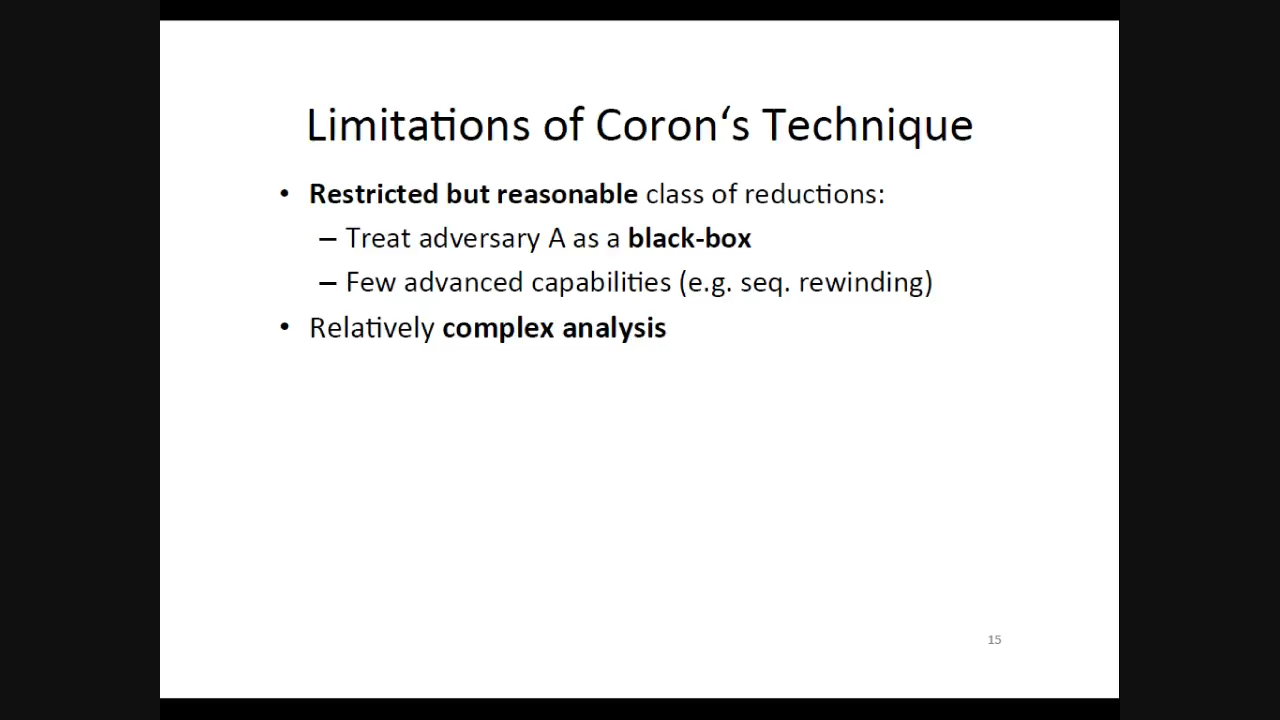 Limitations of Coron‘s Technique
• Restricted but reasonable class of reductions:
– Treat adversary A as a black-box
– Few advanced capabilities (e.g. seq. rewinding)
• Relatively complex analysis
15